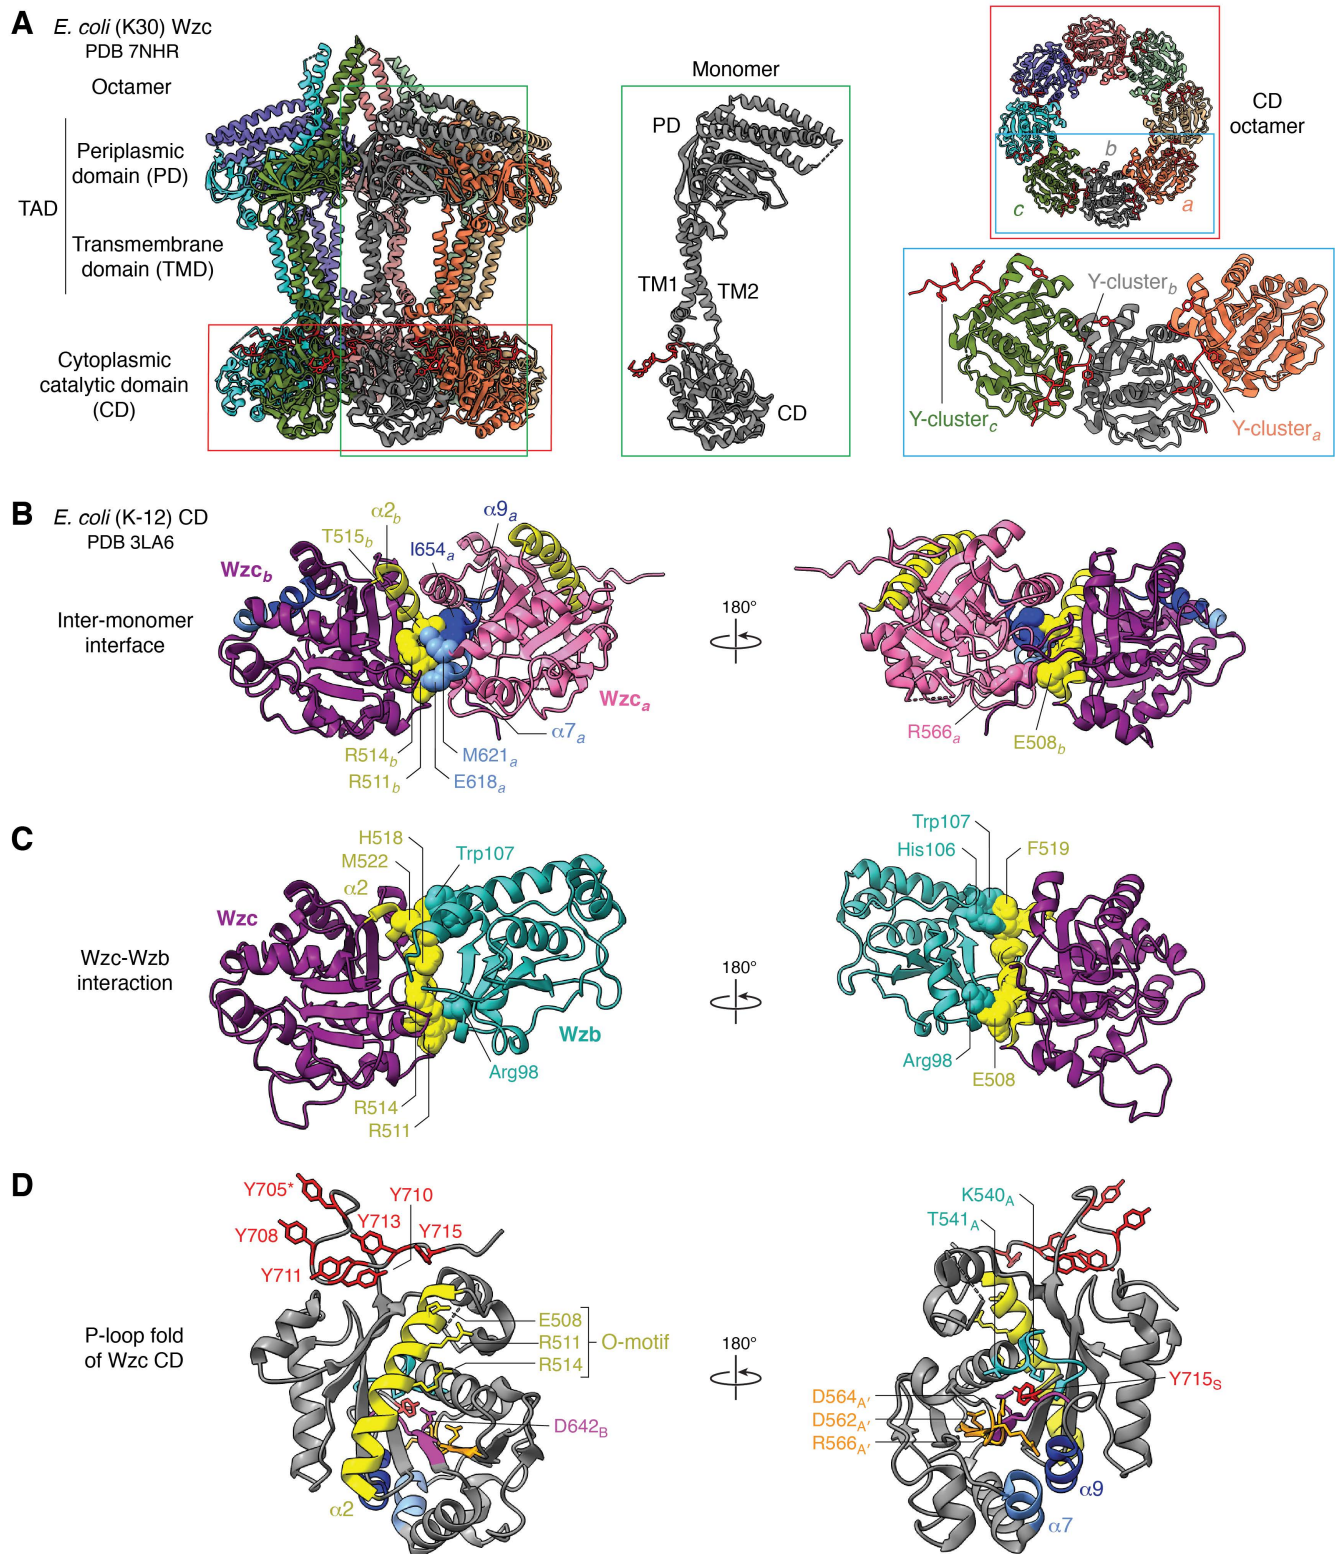 A
E. coli (K30) Wzc
PDB 7NHR
Octamer
TAD
Periplasmic
domain (PD)
Transmembrane
domain (TMD)
Cytoplasmic
catalytic domain
(CD)
Monomer
PD
TM1
TM2
CD
CD
octamer
b
c
a
Y-cluster_b
Y-cluster_c
Y-cluster_a
B
E. coli (K-12) CD
PDB 3LA6
Inter-monomer
interface
α2_b
T515_b
α9_a
I654_a
Wzc_b
Wzc_a
α7_a
R514_b
M621_a
R511_b
E618_a
180°
R566_a
E508_b
C
Wzc-Wzb
interaction
H518
M522
Trp107
α2
Wzc
Wzb
Arg98
R514
R511
180°
Trp107
His106
F519
Arg98
E508
D
P-loop fold
of Wzc CD
Y705*
Y710
Y708
Y713
Y715
Y711
E508
R511
O-motif
R514
D642_B
α2
180°
K540_A
T541_A
Y715_S
D564_A′
D562_A′
R566_A′
α9
α7